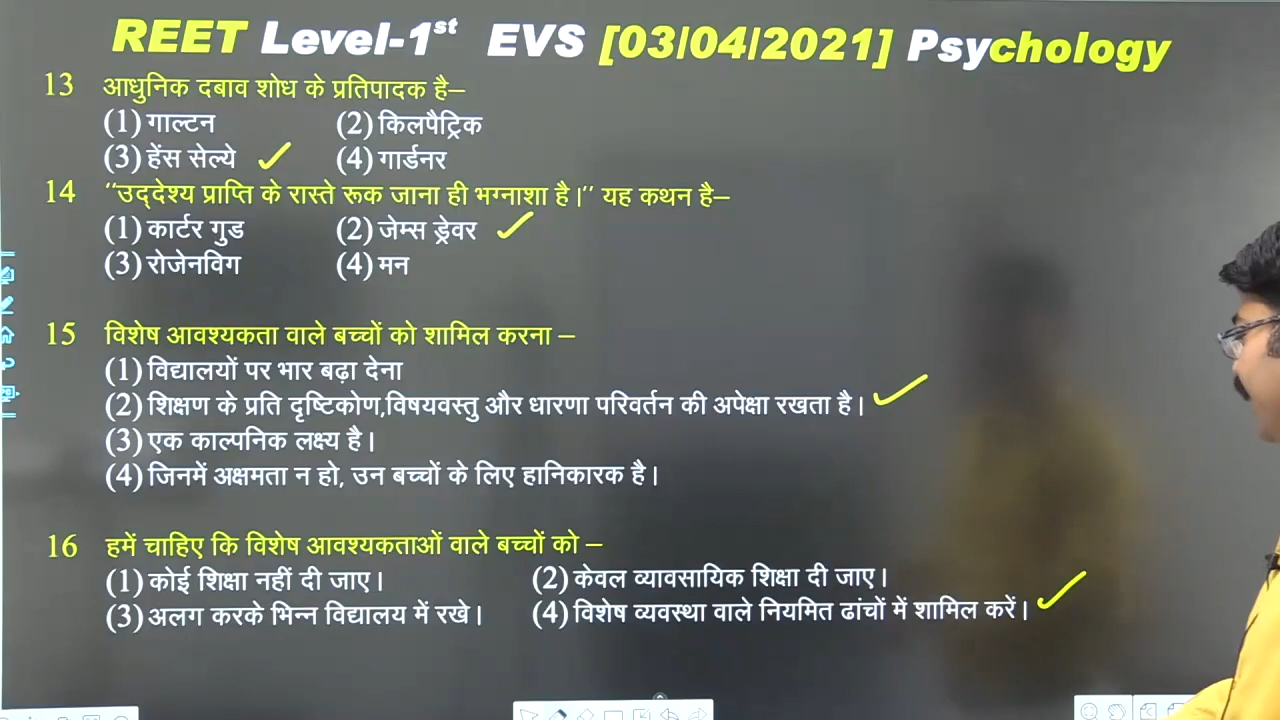 REET Level-1st EVS [03/04/2021] Psychology
13 आधुनिक दबाव शोध के प्रतिपादक है–
(1) गाल्टन (2) किलपैट्रिक
(3) हेंस सेल्ये (4) गार्डनर
14 ''उद्देश्य प्राप्ति के रास्ते रूक जाना ही भग्नाशा है।'' यह कथन है–
(1) कार्टर गुड (2) जेम्स ड्रेवर
(3) रोजेनविग (4) मन
15 विशेष आवश्यकता वाले बच्चों को शामिल करना –
(1) विद्यालयों पर भार बढ़ा देना
(2) शिक्षण के प्रति दृष्टिकोण,विषयवस्तु और धारणा परिवर्तन की अपेक्षा रखता है।
(3) एक काल्पनिक लक्ष्य है।
(4) जिनमें अक्षमता न हो, उन बच्चों के लिए हानिकारक है।
16 हमें चाहिए कि विशेष आवश्यकताओं वाले बच्चों को –
(1) कोई शिक्षा नहीं दी जाए। (2) केवल व्यावसायिक शिक्षा दी जाए।
(3) अलग करके भिन्न विद्यालय में रखे। (4) विशेष व्यवस्था वाले नियमित ढांचों में शामिल करें।